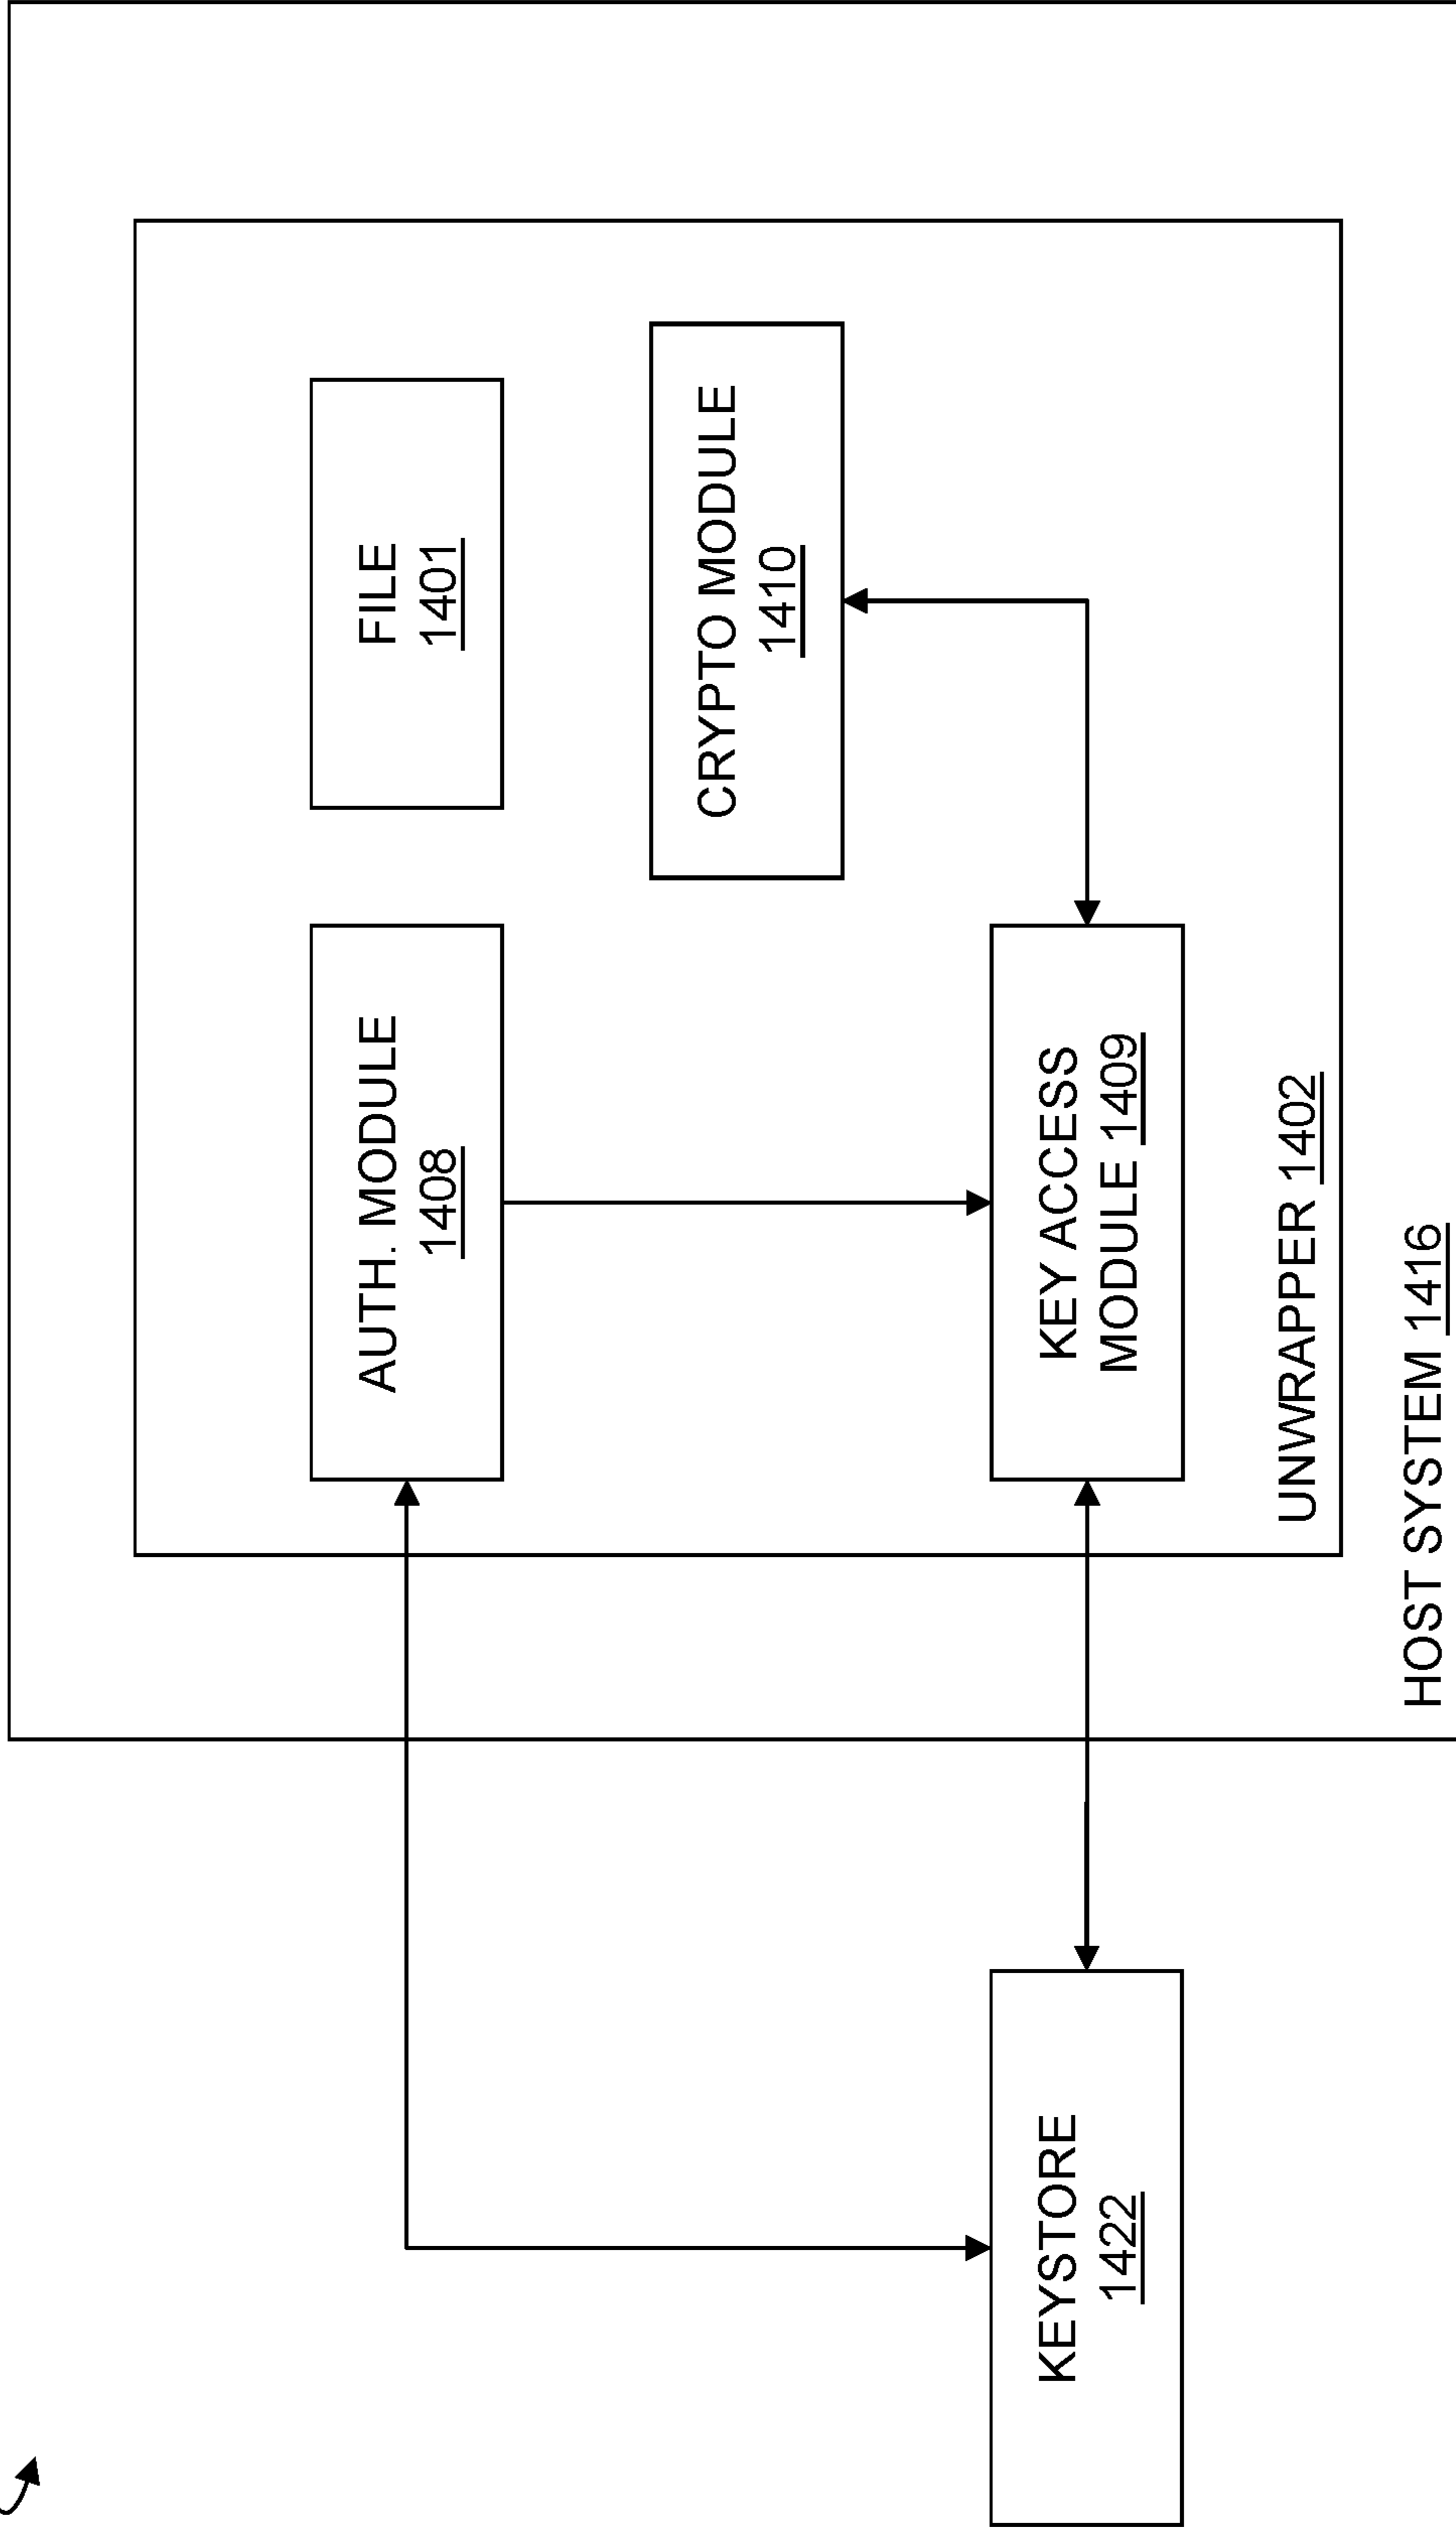 AUTH. MODULE
1408
FILE
1401
CRYPTO MODULE
1410
KEYSTORE
1422
KEY ACCESS
MODULE 1409
UNWRAPPER 1402
HOST SYSTEM 1416